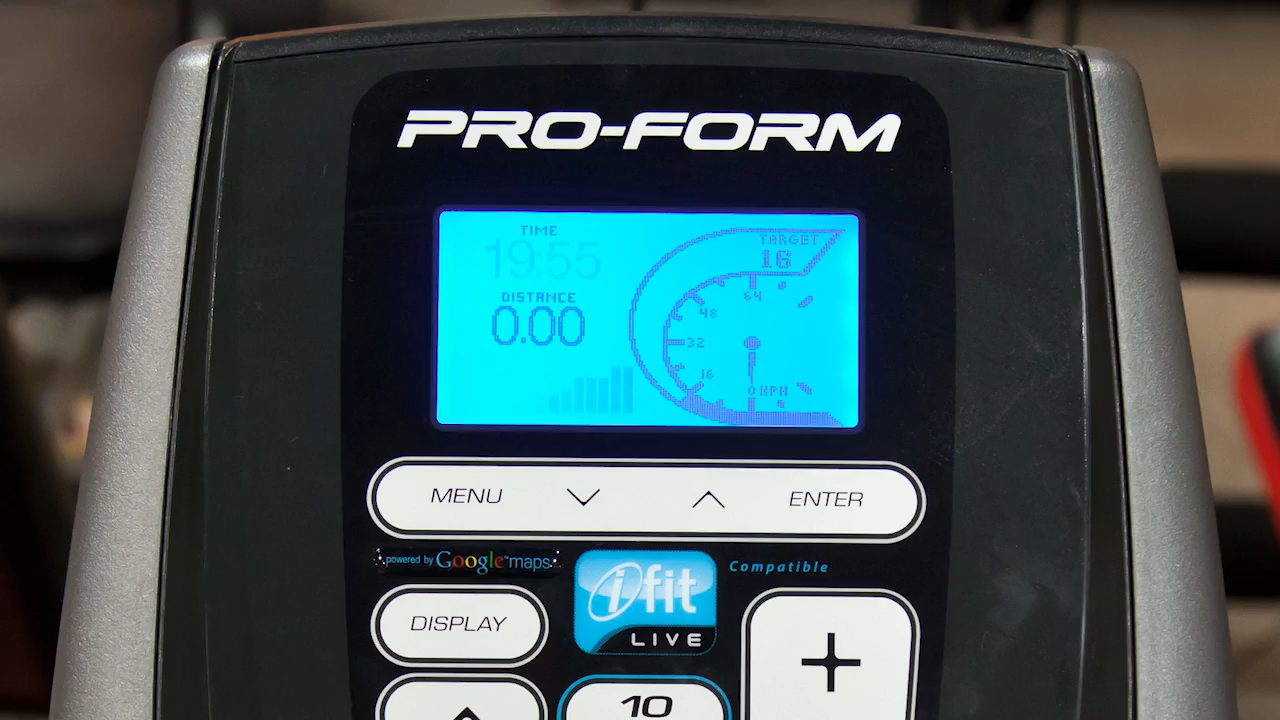 PRO-FORM
TIME
19:55
DISTANCE
0.00
TARGET
16
64
48
32
16
0 KPH
MENU
ENTER
powered by Google™ maps
ifit
LIVE
Compatible
DISPLAY
+
10